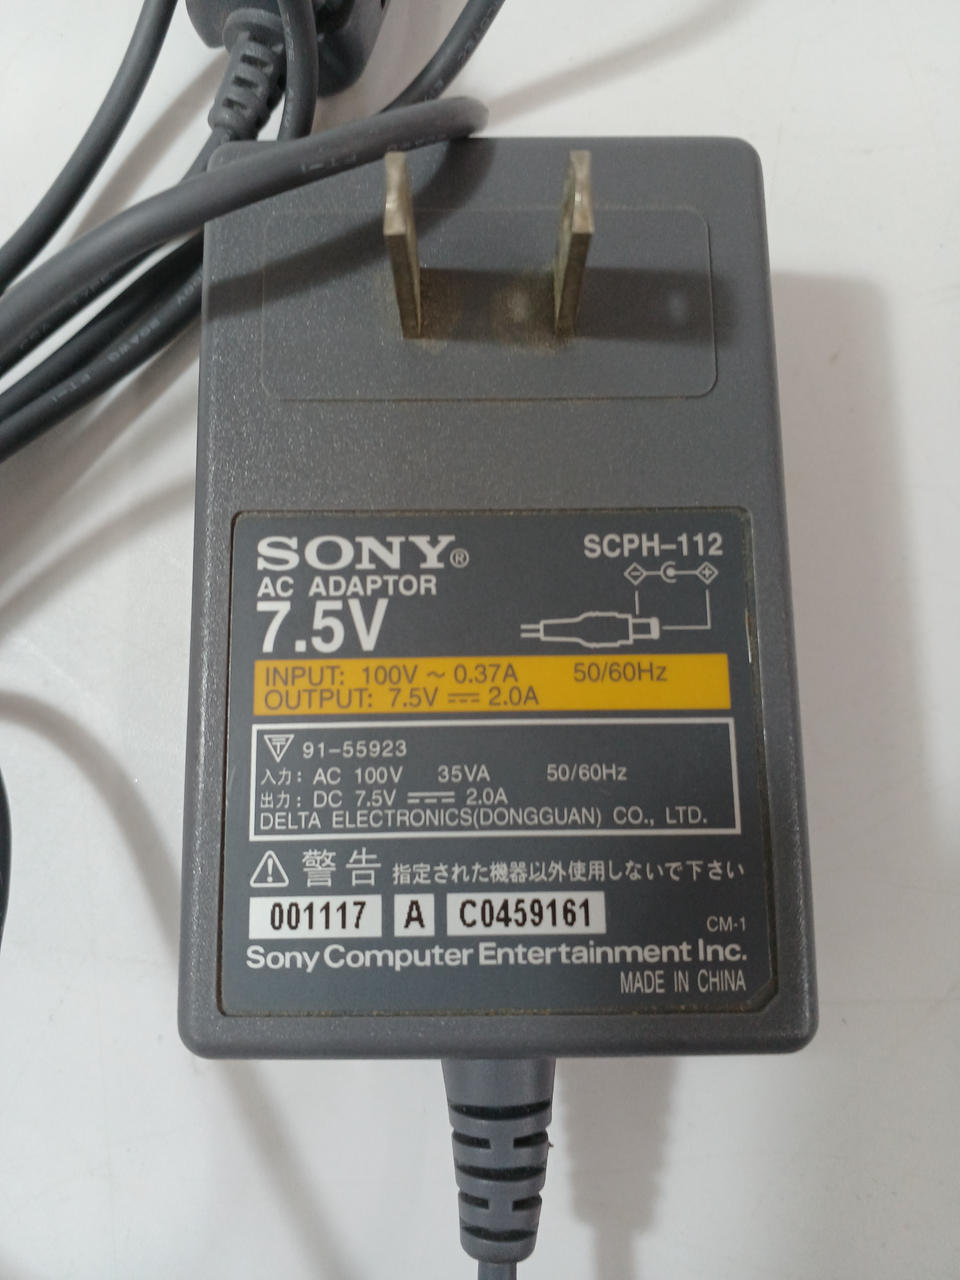 SONY®
SCPH-112
AC ADAPTOR
7.5V
INPUT: 100V ~ 0.37A 50/60Hz
OUTPUT: 7.5V ⎓ 2.0A
〒 91-55923
入力: AC 100V 35VA 50/60Hz
出力: DC 7.5V ⎓ 2.0A
DELTA ELECTRONICS(DONGGUAN) CO., LTD.
⚠ 警告 指定された機器以外使用しないで下さい
001117 A C0459161
CM-1
Sony Computer Entertainment Inc.
MADE IN CHINA